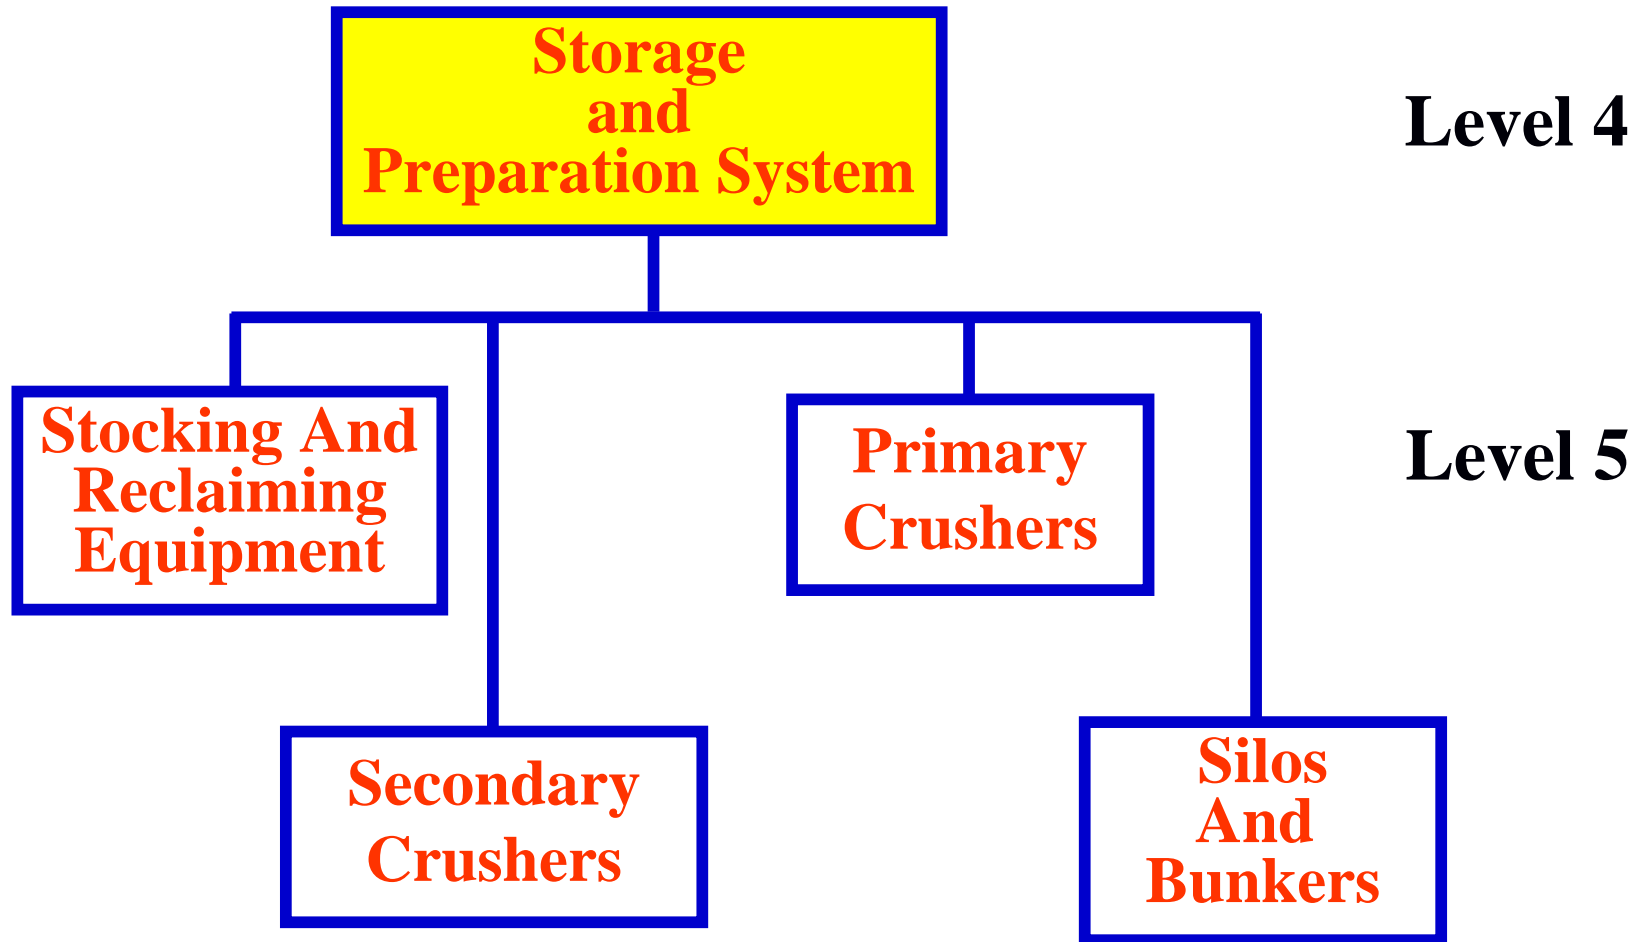 Storage
and
Preparation System
Level 4
Stocking And
Reclaiming
Equipment
Primary
Crushers
Level 5
Secondary
Crushers
Silos
And
Bunkers